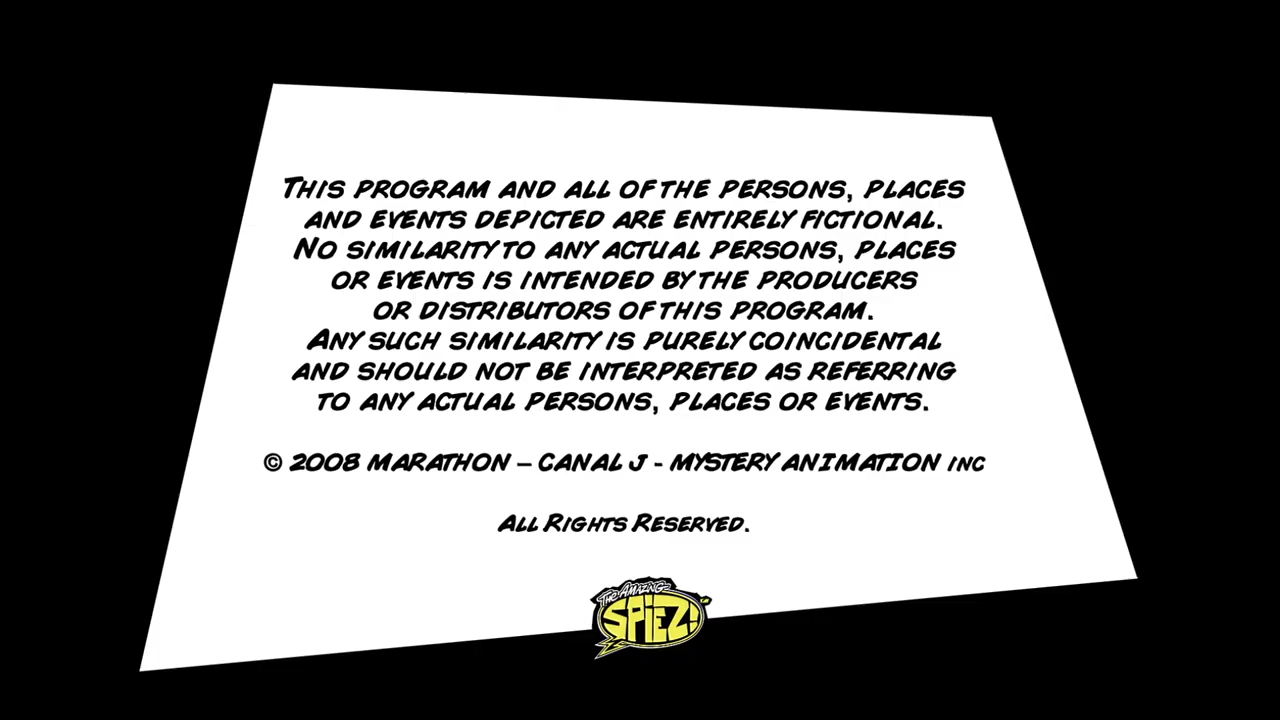 This program and all of the persons, places
and events depicted are entirely fictional.
No similarity to any actual persons, places
or events is intended by the producers
or distributors of this program.
Any such similarity is purely coincidental
and should not be interpreted as referring
to any actual persons, places or events.
© 2008 MARATHON – CANAL J - MYSTERY ANIMATION INC
All Rights Reserved.
The Amazing
SPIEZ!